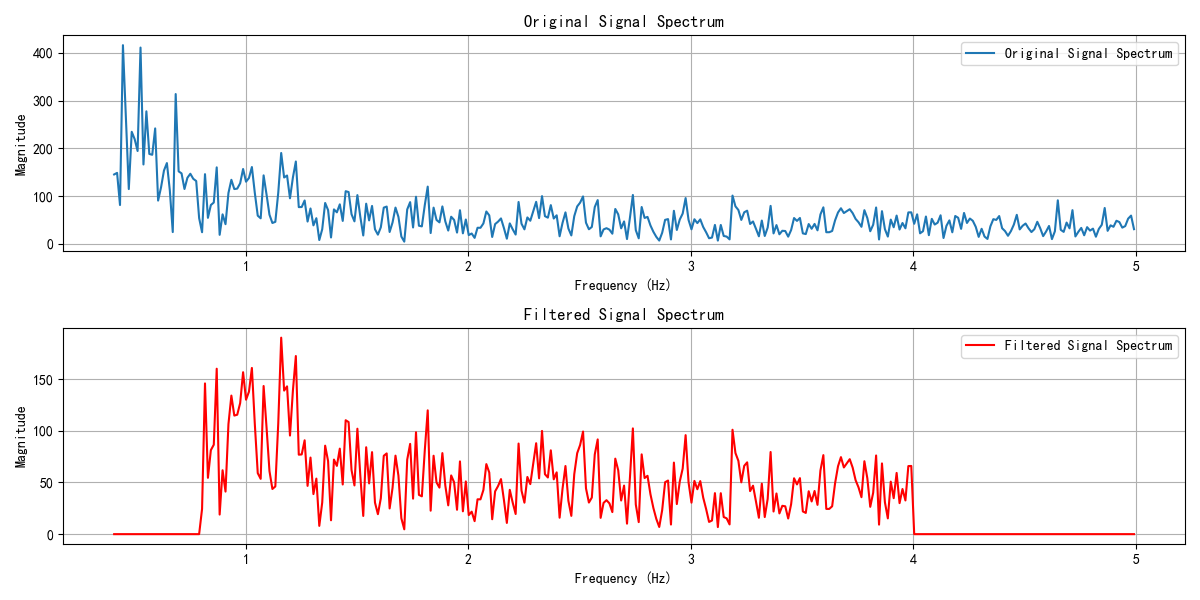 Original Signal Spectrum
Original Signal Spectrum
400
300
200
100
0
Magnitude
1
2
3
4
5
Frequency (Hz)
Filtered Signal Spectrum
Filtered Signal Spectrum
150
100
50
0
Magnitude
1
2
3
4
5
Frequency (Hz)